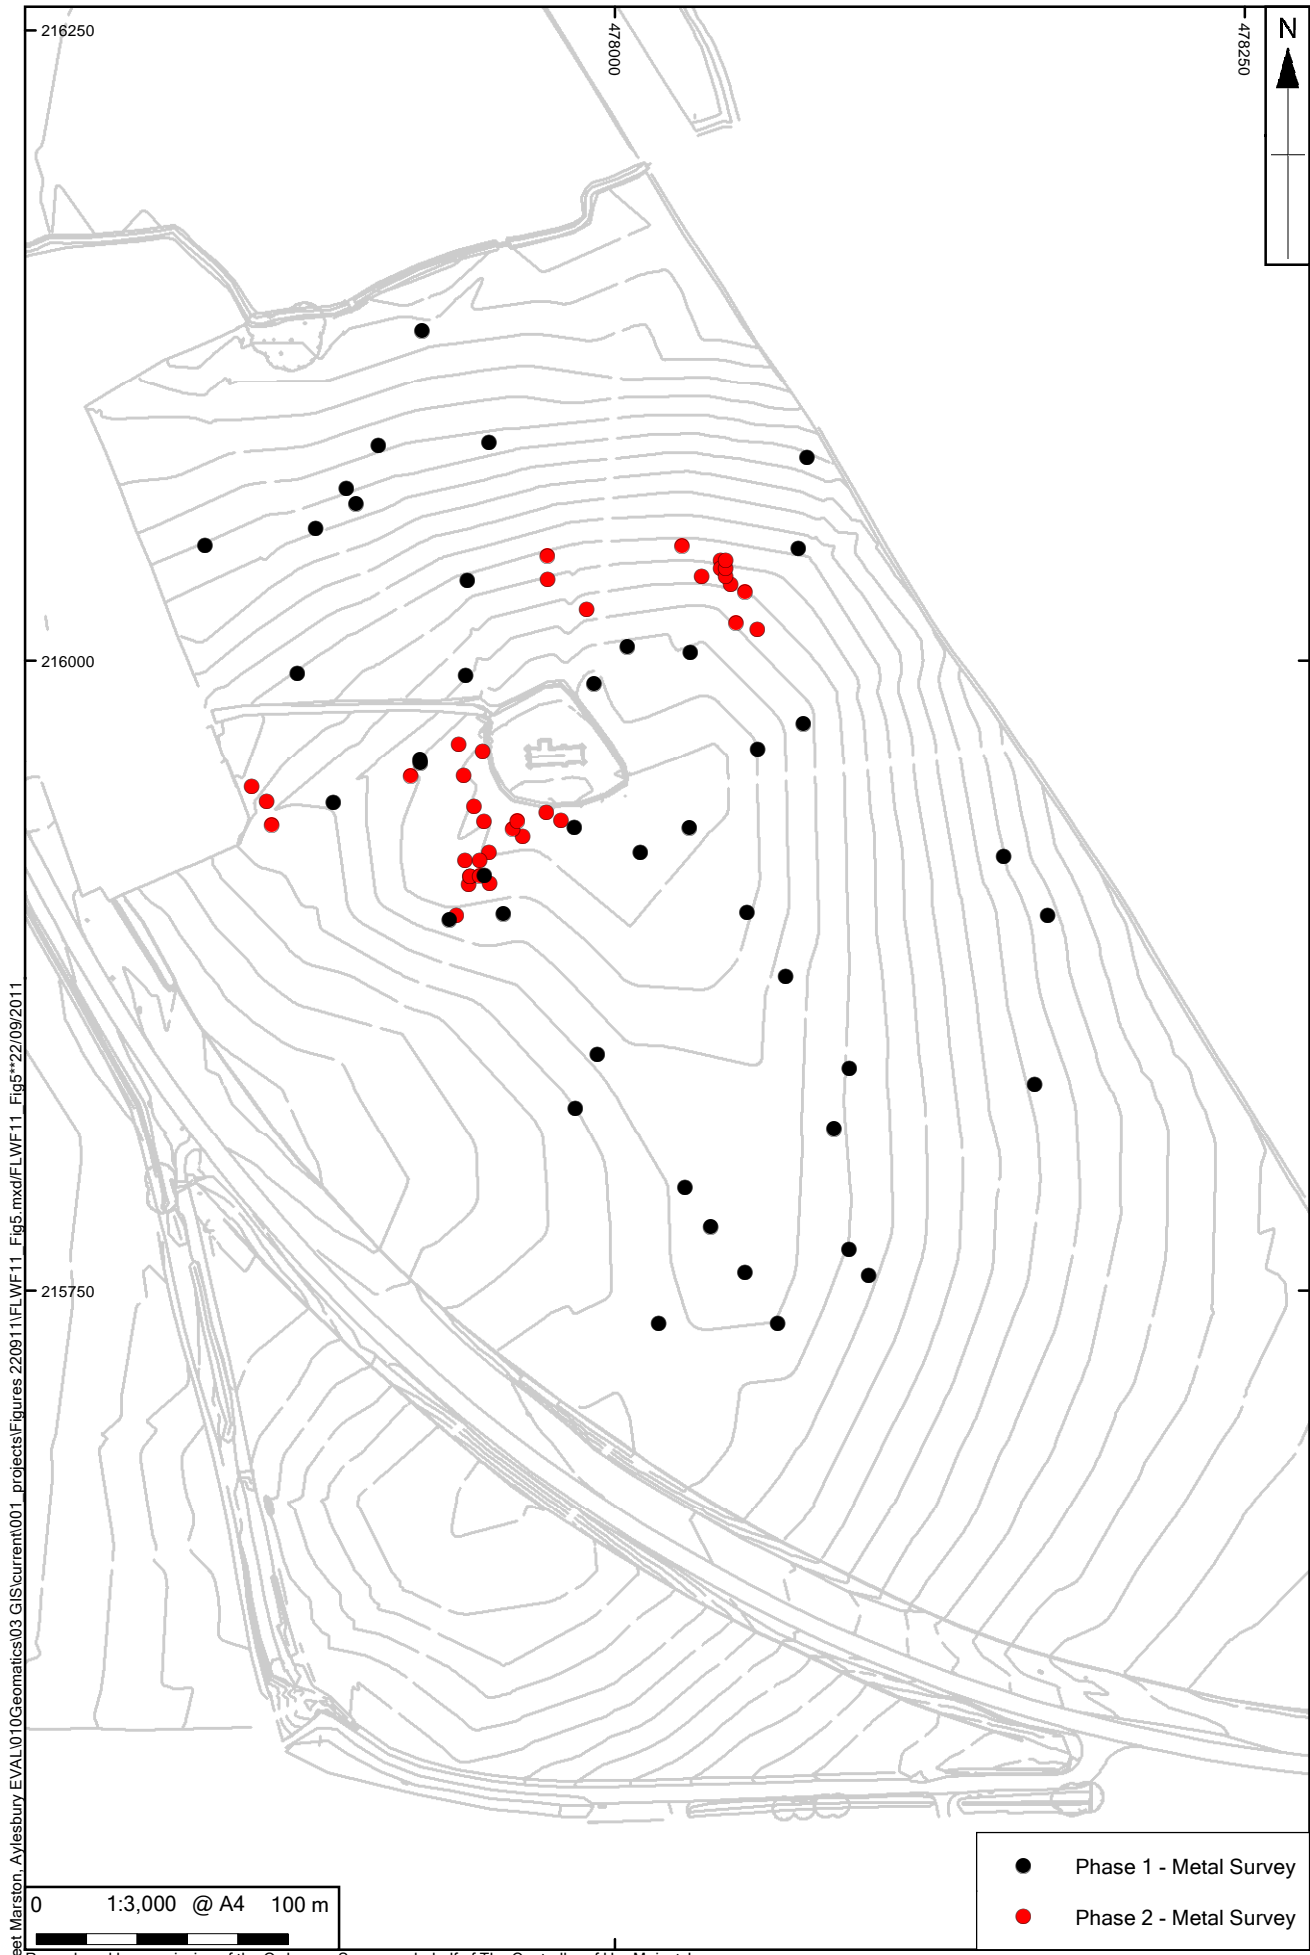 216250
478000
478250
N
216000
215750
eet Marston, Aylesbury EVAL\010Geomatics\03 GIS\current\001_projects\Figures 220911\FLWF11_Fig5.mxd/FLWF11_Fig5**22/09/2011
Phase 1 - Metal Survey
Phase 2 - Metal Survey
0 1:3,000 @ A4 100 m